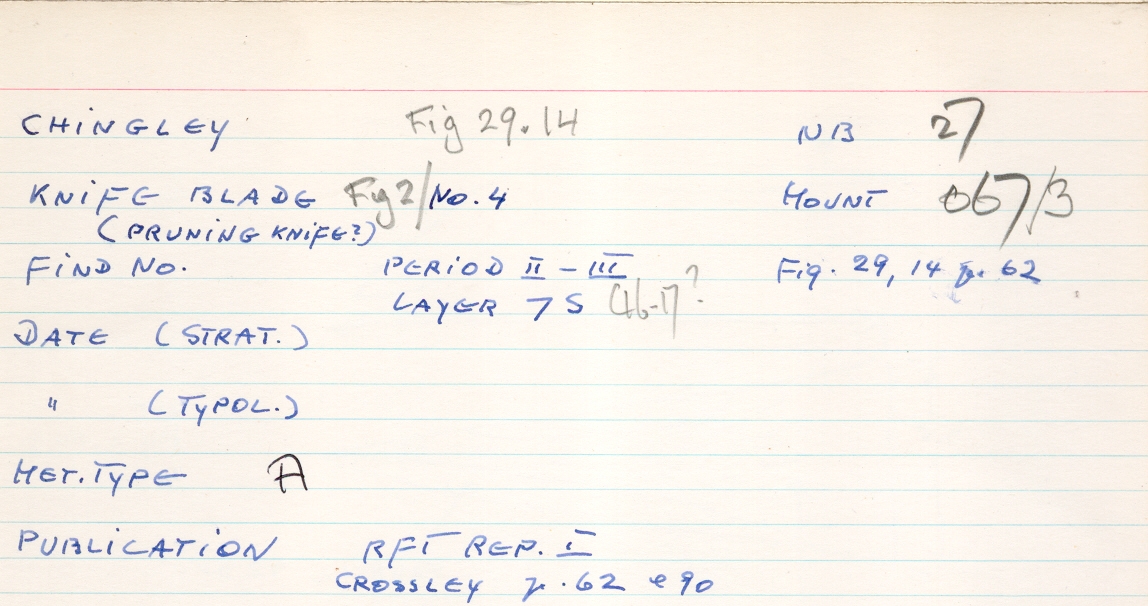 CHINGLEY Fig 29.14 NB 27
KNIFE BLADE Fig 2/No. 4 MOUNT 067/3
(PRUNING KNIFE?)
FIND No. PERIOD II - III Fig. 29, 14 p. 62
LAYER 7 S C16-17?
DATE (STRAT.)
" (TYPOL.)
MET. TYPE A
PUBLICATION RFT REP. I
CROSSLEY p. 62 e 90